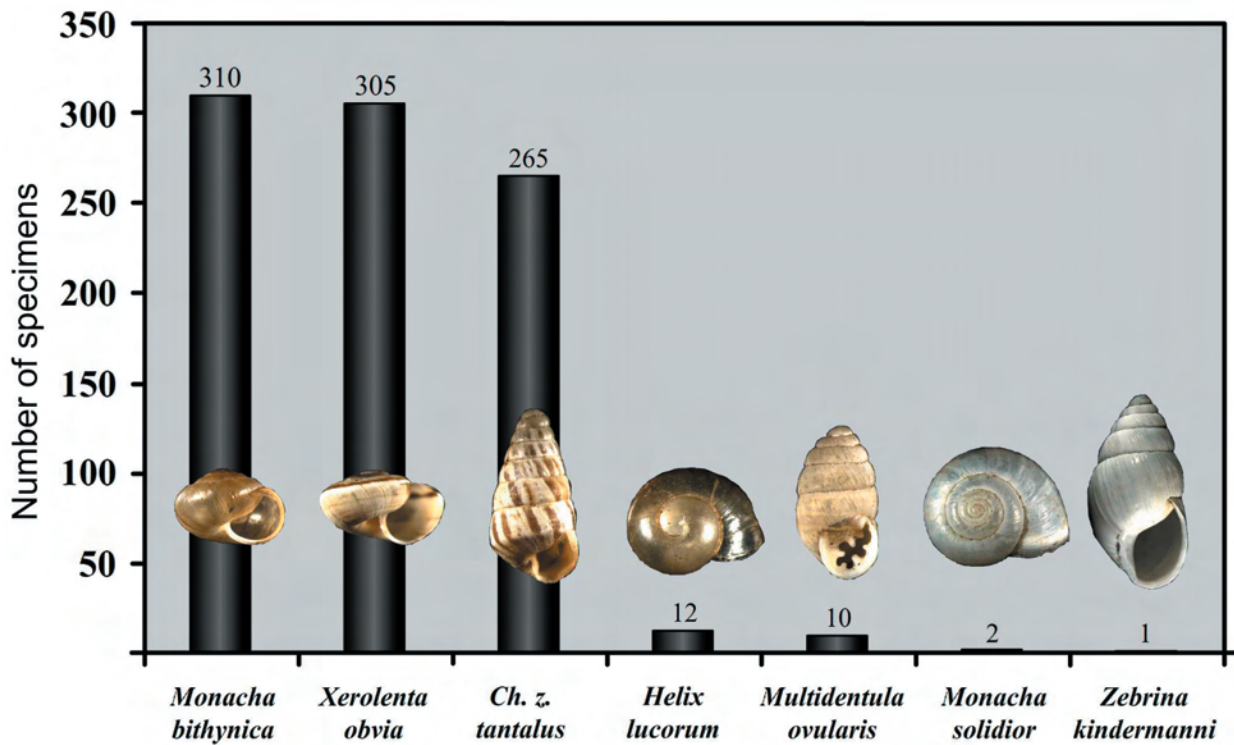 350
300
250
200
150
100
50
Number of specimens
310
305
265
12
10
2
1
Monacha bithynica
Xerolenta obvia
Ch. z. tantalus
Helix lucorum
Multidentula ovularis
Monacha solidior
Zebrina kindermanni